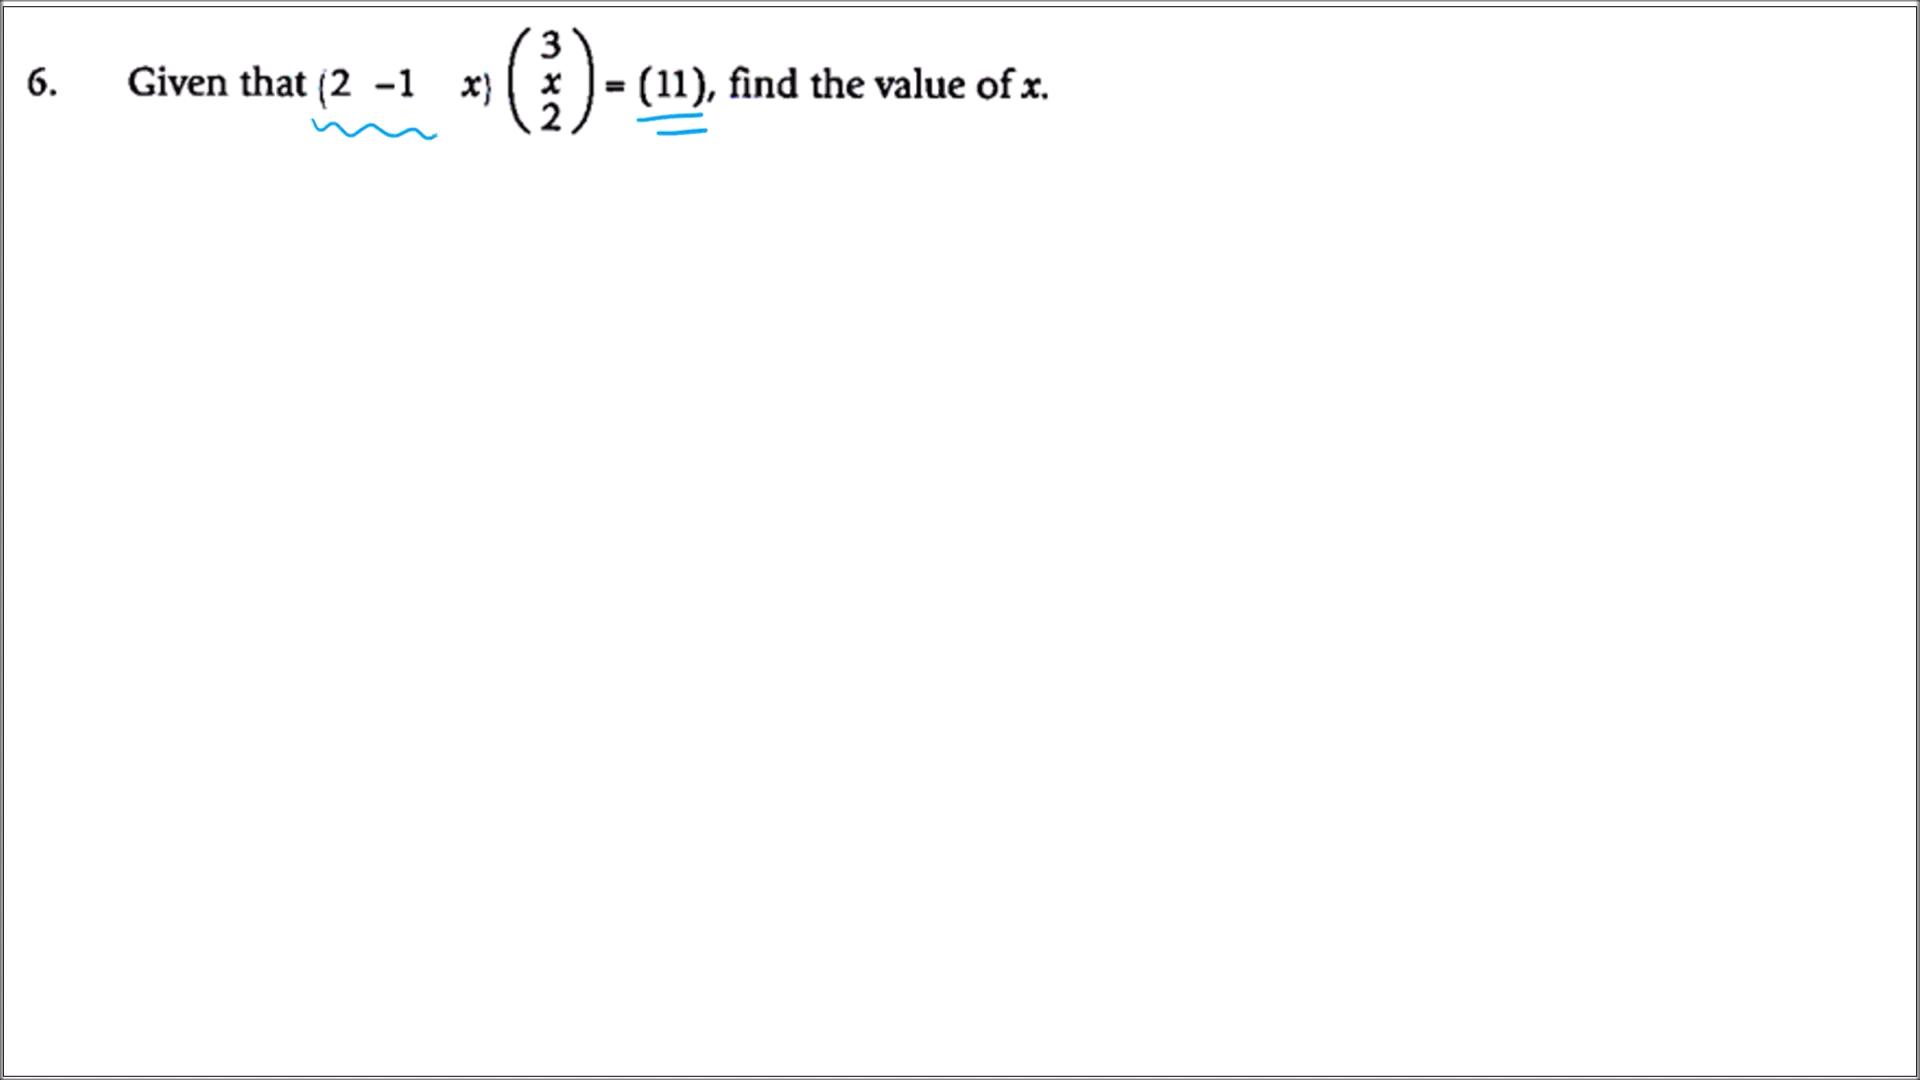 6. Given that (2 -1 x) (3 x 2) = (11), find the value of x.